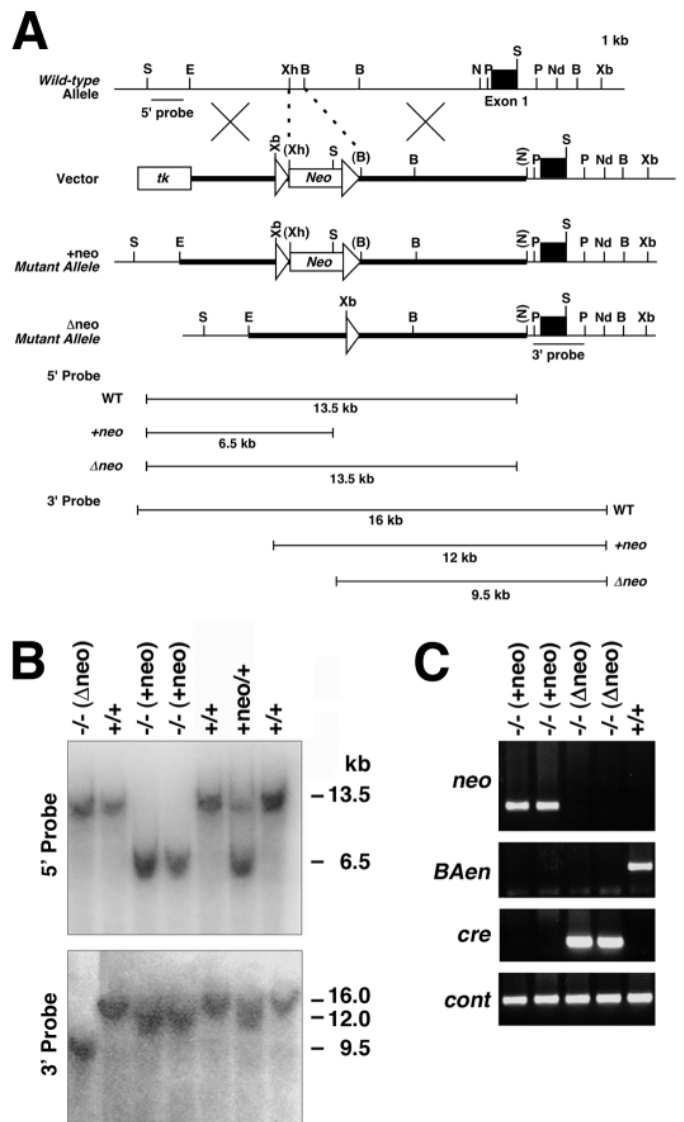 A
1 kb
S E Xh B B N P S P Nd B Xb
Wild-type
Allele
5' probe
Exon 1
Xb (Xh) S (B) B (N) P S P Nd B Xb
Vector
tk
Neo
S E Xb (Xh) S (B) B (N) P S P Nd B Xb
+neo
Mutant Allele
Neo
S E Xb B (N) P S P Nd B Xb
Δneo
Mutant Allele
3' probe
5' Probe
WT
13.5 kb
+neo
6.5 kb
Δneo
13.5 kb
3' Probe
WT
16 kb
+neo
12 kb
Δneo
9.5 kb
B
-/- (Δneo)
+/+
-/- (+neo)
-/- (+neo)
+/+
+neo/+
+/+
kb
5' Probe
13.5
6.5
3' Probe
16.0
12.0
9.5
C
-/- (+neo)
-/- (+neo)
-/- (Δneo)
-/- (Δneo)
+/+
neo
BAen
cre
cont